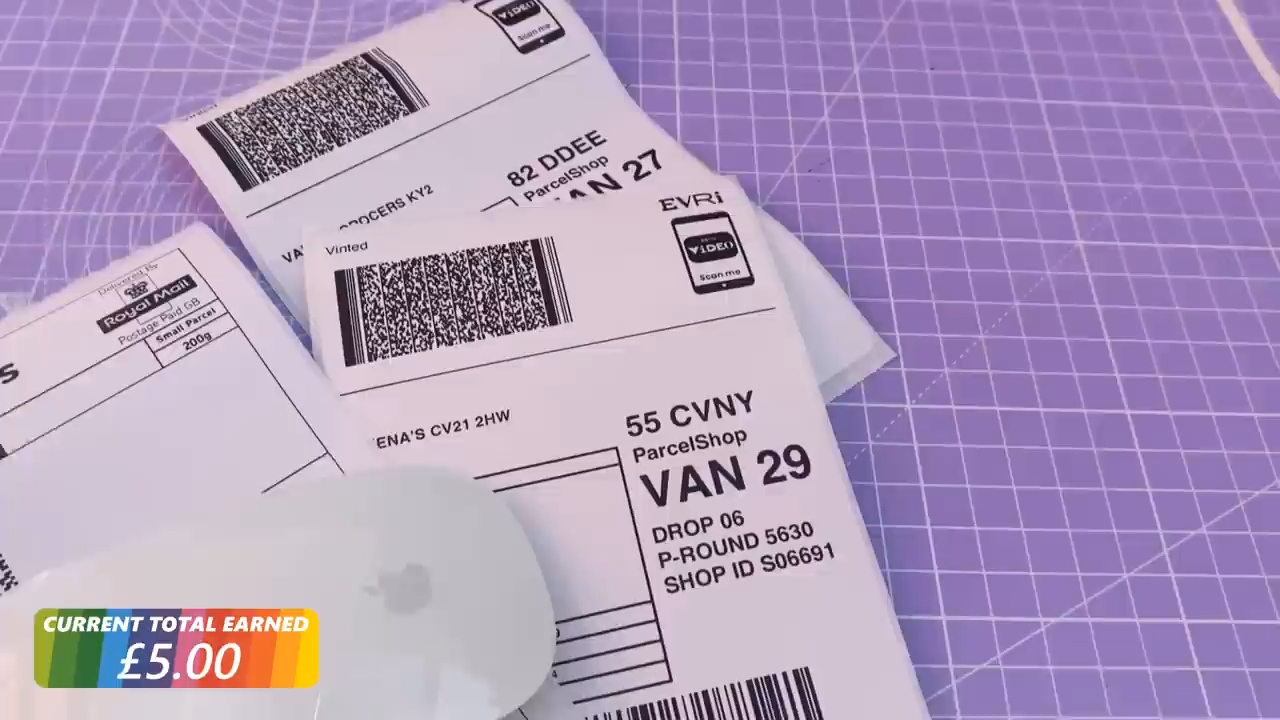 Scan me
Vinted
82 DDEE
ParcelShop
VAN 27
KY2
EVRi
Vinted
ViDEO
Scan me
ENA'S CV21 2HW
55 CVNY
ParcelShop
VAN 29
DROP 06
P-ROUND 5630
SHOP ID S06691
Delivered By
Royal Mail
Postage Paid GB
Small Parcel
200g
S
CURRENT TOTAL EARNED
£5.00